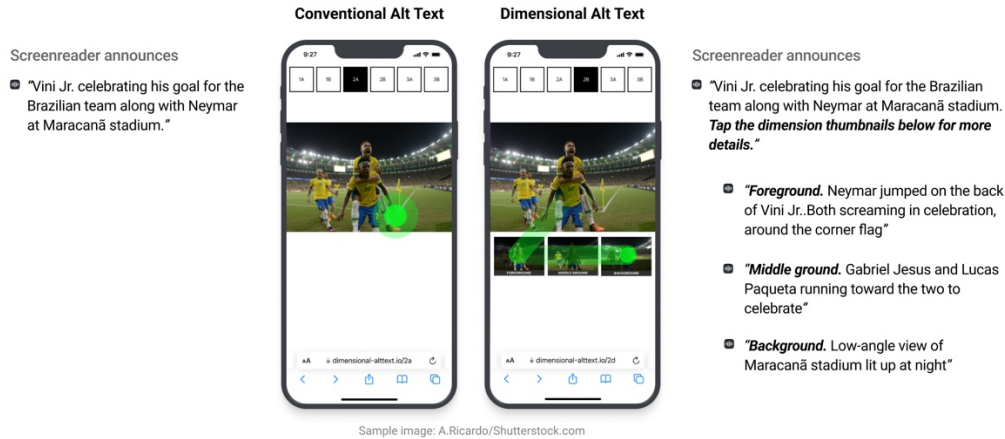 Conventional Alt Text
Dimensional Alt Text
Screenreader announces
"Vini Jr. celebrating his goal for the
Brazilian team along with Neymar
at Maracanã stadium."
9:27
1A 1B 2A 2B 3A 3B
AA dimensional-alttext.io/2a
9:27
1A 1B 2A 2B 3A 3B
FOREGROUND MIDDLE GROUND BACKGROUND
AA dimensional-alttext.io/2d
Screenreader announces
"Vini Jr. celebrating his goal for the Brazilian
team along with Neymar at Maracanã stadium.
Tap the dimension thumbnails below for more
details."
"Foreground. Neymar jumped on the back
of Vini Jr..Both screaming in celebration,
around the corner flag"
"Middle ground. Gabriel Jesus and Lucas
Paqueta running toward the two to
celebrate"
"Background. Low-angle view of
Maracanã stadium lit up at night"
Sample image: A.Ricardo/Shutterstock.com